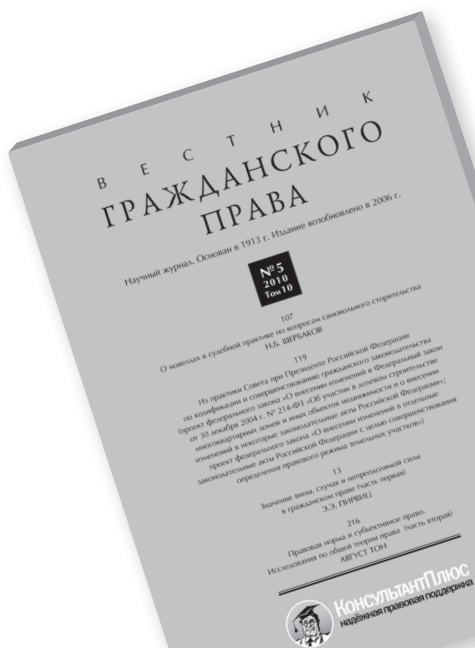 ВЕСТНИК
ГРАЖДАНСКОГО
ПРАВА
Научный журнал. Основан в 1913 г. Издание возобновлено в 2006 г.
№ 5
2010
Том 10
107
О новеллах в судебной практике по вопросам самовольного сторительства
Н.Б. ЩЕРБАКОВ
119
Из практики Совета при Президенте Российской Федерации
по кодификации и совершенствованию гражданского законодательства
(проект федерального закона «О внесении изменений в Федеральный закон
от 30 декабря 2004 г. № 214-ФЗ «Об участии в долевом строительстве
многоквартирных домов и иных объектов недвижимости и о внесении
изменений в некоторые законодательные акты Российской Федерации»;
проект федерального закона «О внесении изменений в отдельные
законодательные акты Российской Федерации с целью совершенствования
определения правового режима земельных участков»)
13
Значение вины, случая и непреодолимой силы
в гражданском праве (часть первая)
Э.Э. ПИРВИЦ
216
Правовая норма и субъективное право.
Исследования по общей теории права (часть вторая)
АВГУСТ ТОН
КонсультантПлюс
надёжная правовая поддержка